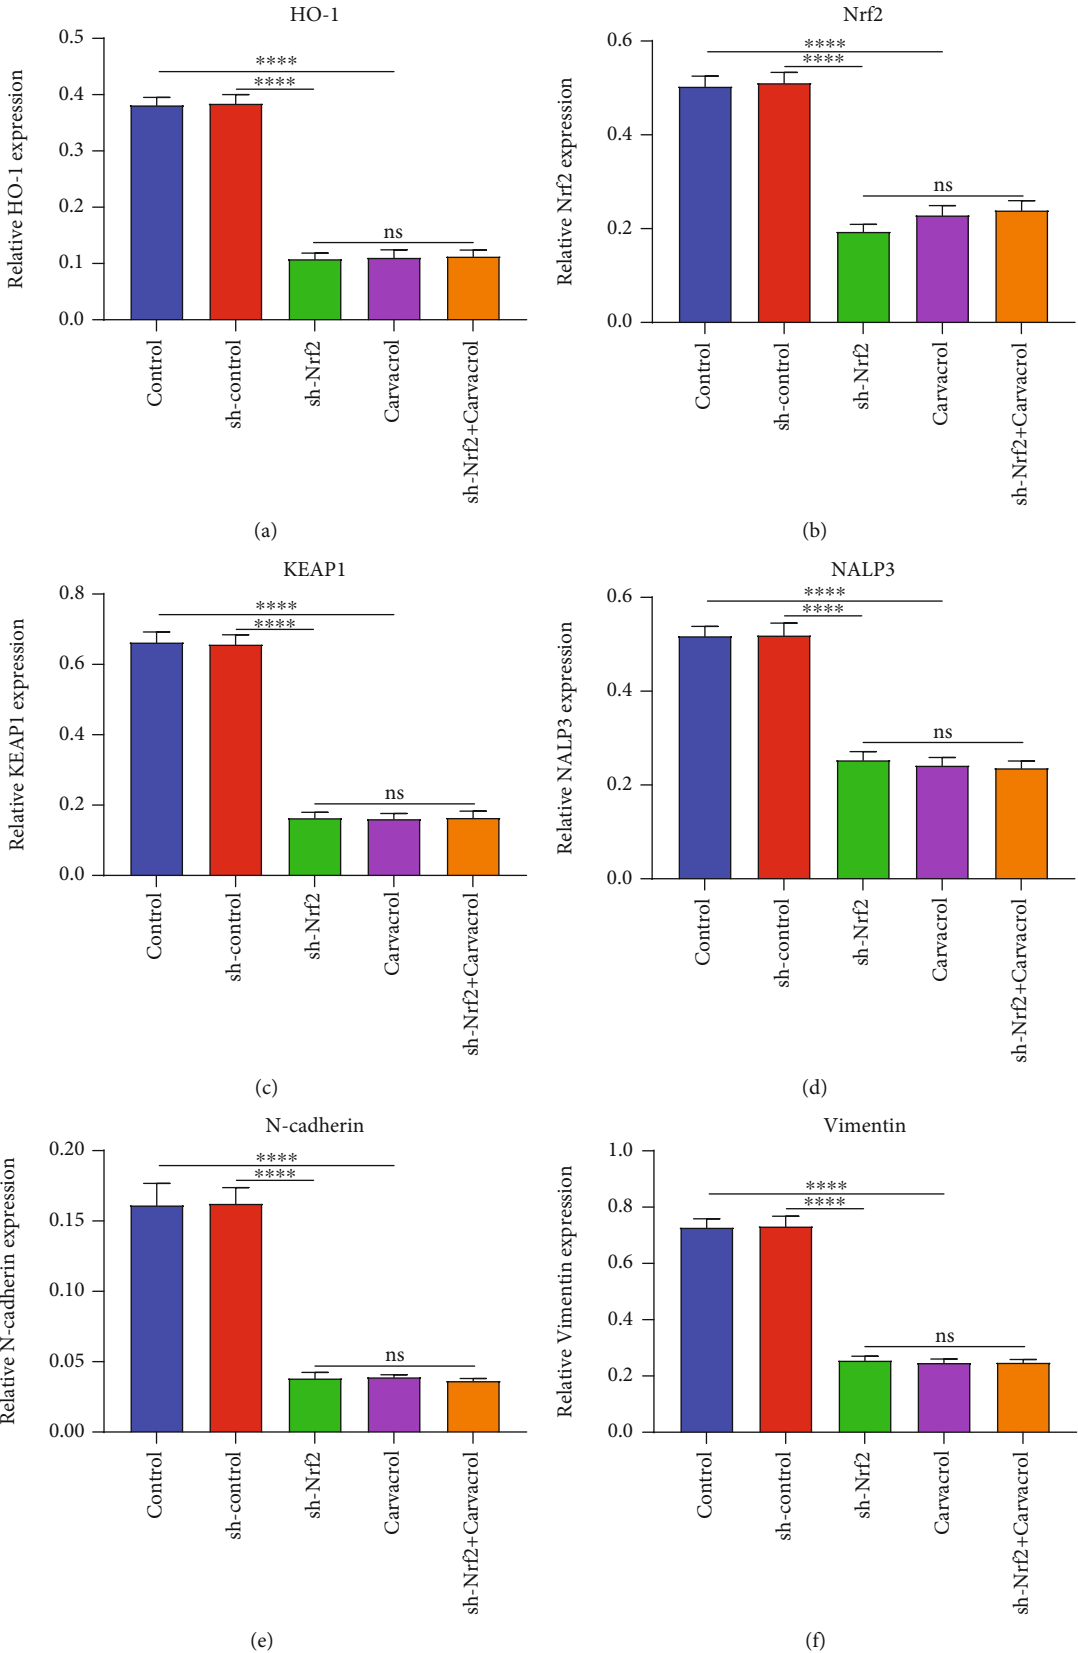 HO-1
Relative HO-1 expression
0.5
0.4
0.3
0.2
0.1
0.0
****
****
ns
Control
sh-control
sh-Nrf2
Carvacrol
sh-Nrf2+Carvacrol
(a)
Nrf2
Relative Nrf2 expression
0.6
0.4
0.2
0.0
****
****
ns
Control
sh-control
sh-Nrf2
Carvacrol
sh-Nrf2+Carvacrol
(b)
KEAP1
Relative KEAP1 expression
0.8
0.6
0.4
0.2
0.0
****
****
ns
Control
sh-control
sh-Nrf2
Carvacrol
sh-Nrf2+Carvacrol
(c)
NALP3
Relative NALP3 expression
0.6
0.4
0.2
0.0
****
****
ns
Control
sh-control
sh-Nrf2
Carvacrol
sh-Nrf2+Carvacrol
(d)
N-cadherin
Relative N-cadherin expression
0.20
0.15
0.10
0.05
0.00
****
****
ns
Control
sh-control
sh-Nrf2
Carvacrol
sh-Nrf2+Carvacrol
(e)
Vimentin
Relative Vimentin expression
1.0
0.8
0.6
0.4
0.2
0.0
****
****
ns
Control
sh-control
sh-Nrf2
Carvacrol
sh-Nrf2+Carvacrol
(f)